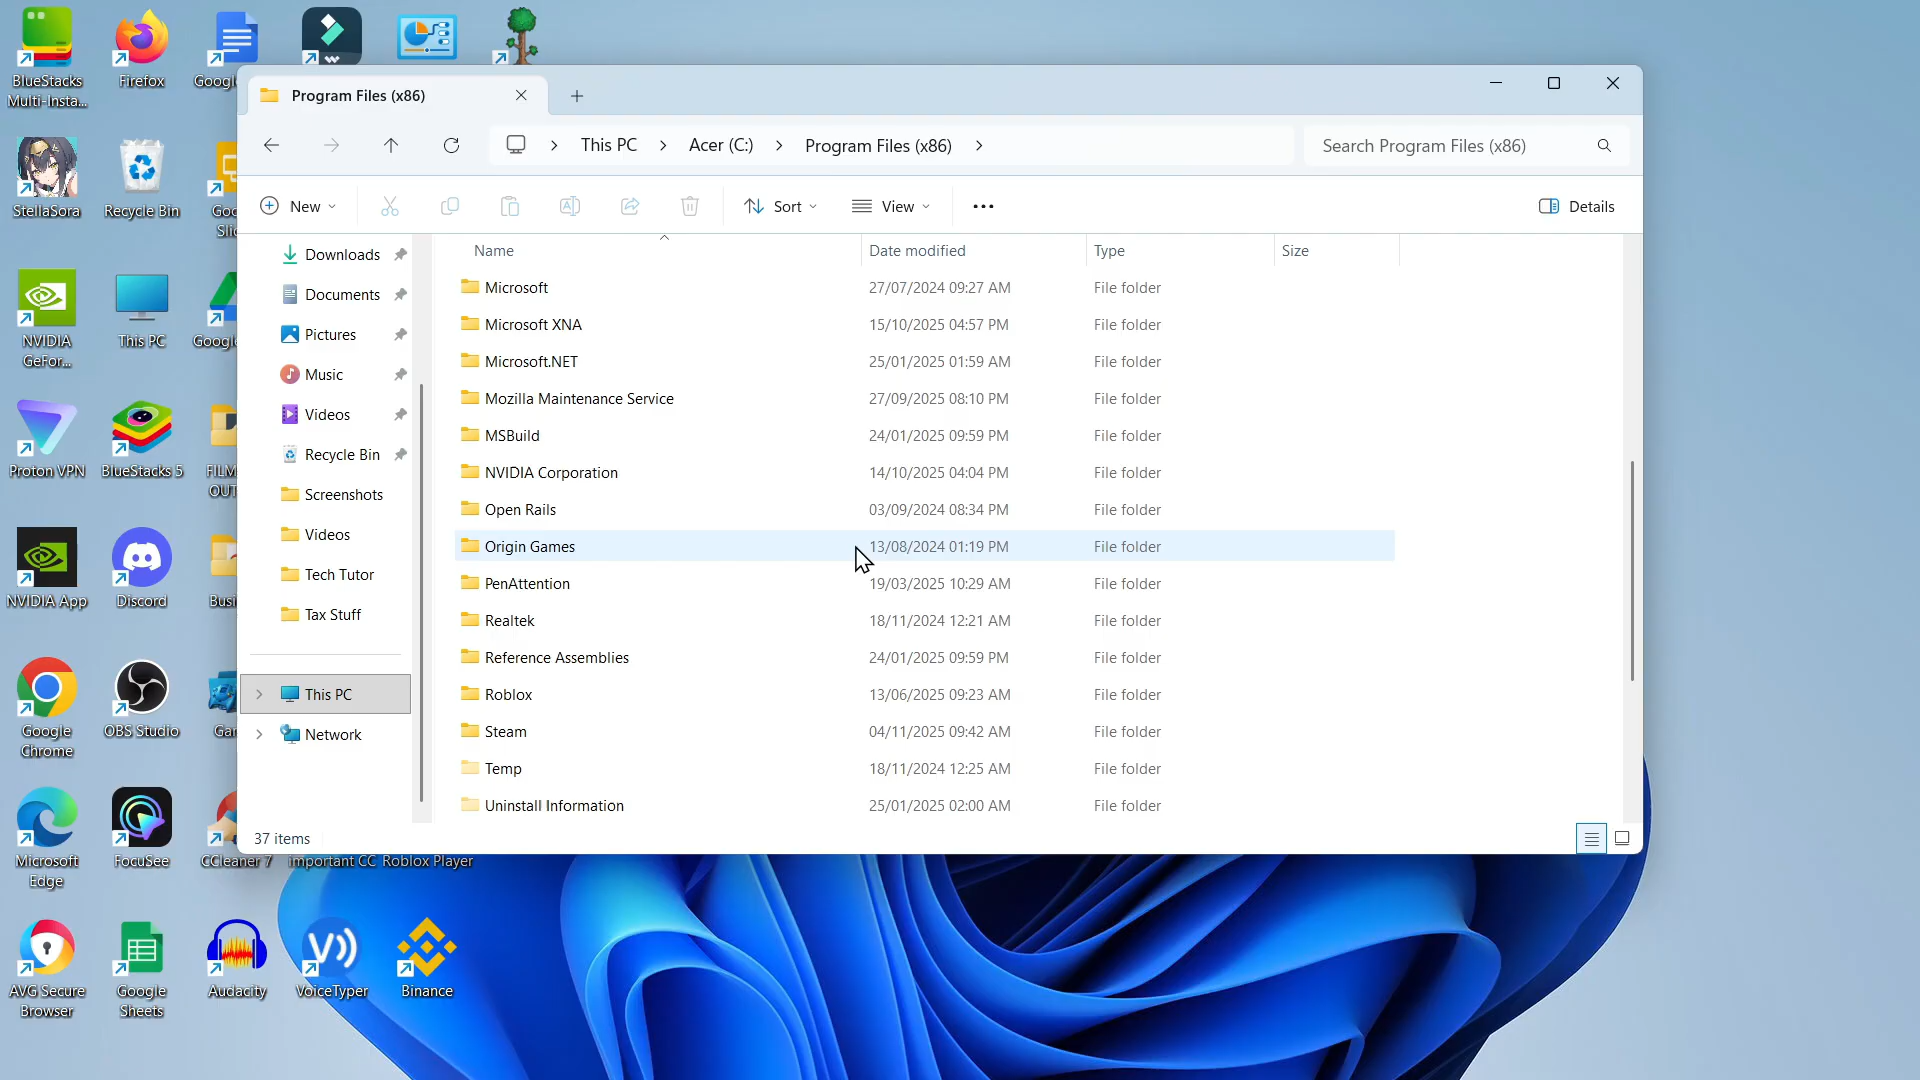 BlueStacks
Multi-Insta...
Firefox
Googl
StellaSora
Recycle Bin
Goo
Slic
NVIDIA
GeFor...
This PC
Google
Proton VPN
BlueStacks 5
FILM
OUT
NVIDIA App
Discord
Busi
Google
Chrome
OBS Studio
Gar
Microsoft
Edge
FocuSee
CCleaner 7
important CC
Roblox Player
AVG Secure
Browser
Google
Sheets
Audacity
VoiceTyper
Binance
Program Files (x86)
This PC
Acer (C:)
Program Files (x86)
Search Program Files (x86)
New
Sort
View
Details
Downloads
Documents
Pictures
Music
Videos
Recycle Bin
Screenshots
Videos
Tech Tutor
Tax Stuff
This PC
Network
Name Date modified Type Size
Microsoft 27/07/2024 09:27 AM File folder
Microsoft XNA 15/10/2025 04:57 PM File folder
Microsoft.NET 25/01/2025 01:59 AM File folder
Mozilla Maintenance Service 27/09/2025 08:10 PM File folder
MSBuild 24/01/2025 09:59 PM File folder
NVIDIA Corporation 14/10/2025 04:04 PM File folder
Open Rails 03/09/2024 08:34 PM File folder
Origin Games 13/08/2024 01:19 PM File folder
PenAttention 19/03/2025 10:29 AM File folder
Realtek 18/11/2024 12:21 AM File folder
Reference Assemblies 24/01/2025 09:59 PM File folder
Roblox 13/06/2025 09:23 AM File folder
Steam 04/11/2025 09:42 AM File folder
Temp 18/11/2024 12:25 AM File folder
Uninstall Information 25/01/2025 02:00 AM File folder
37 items